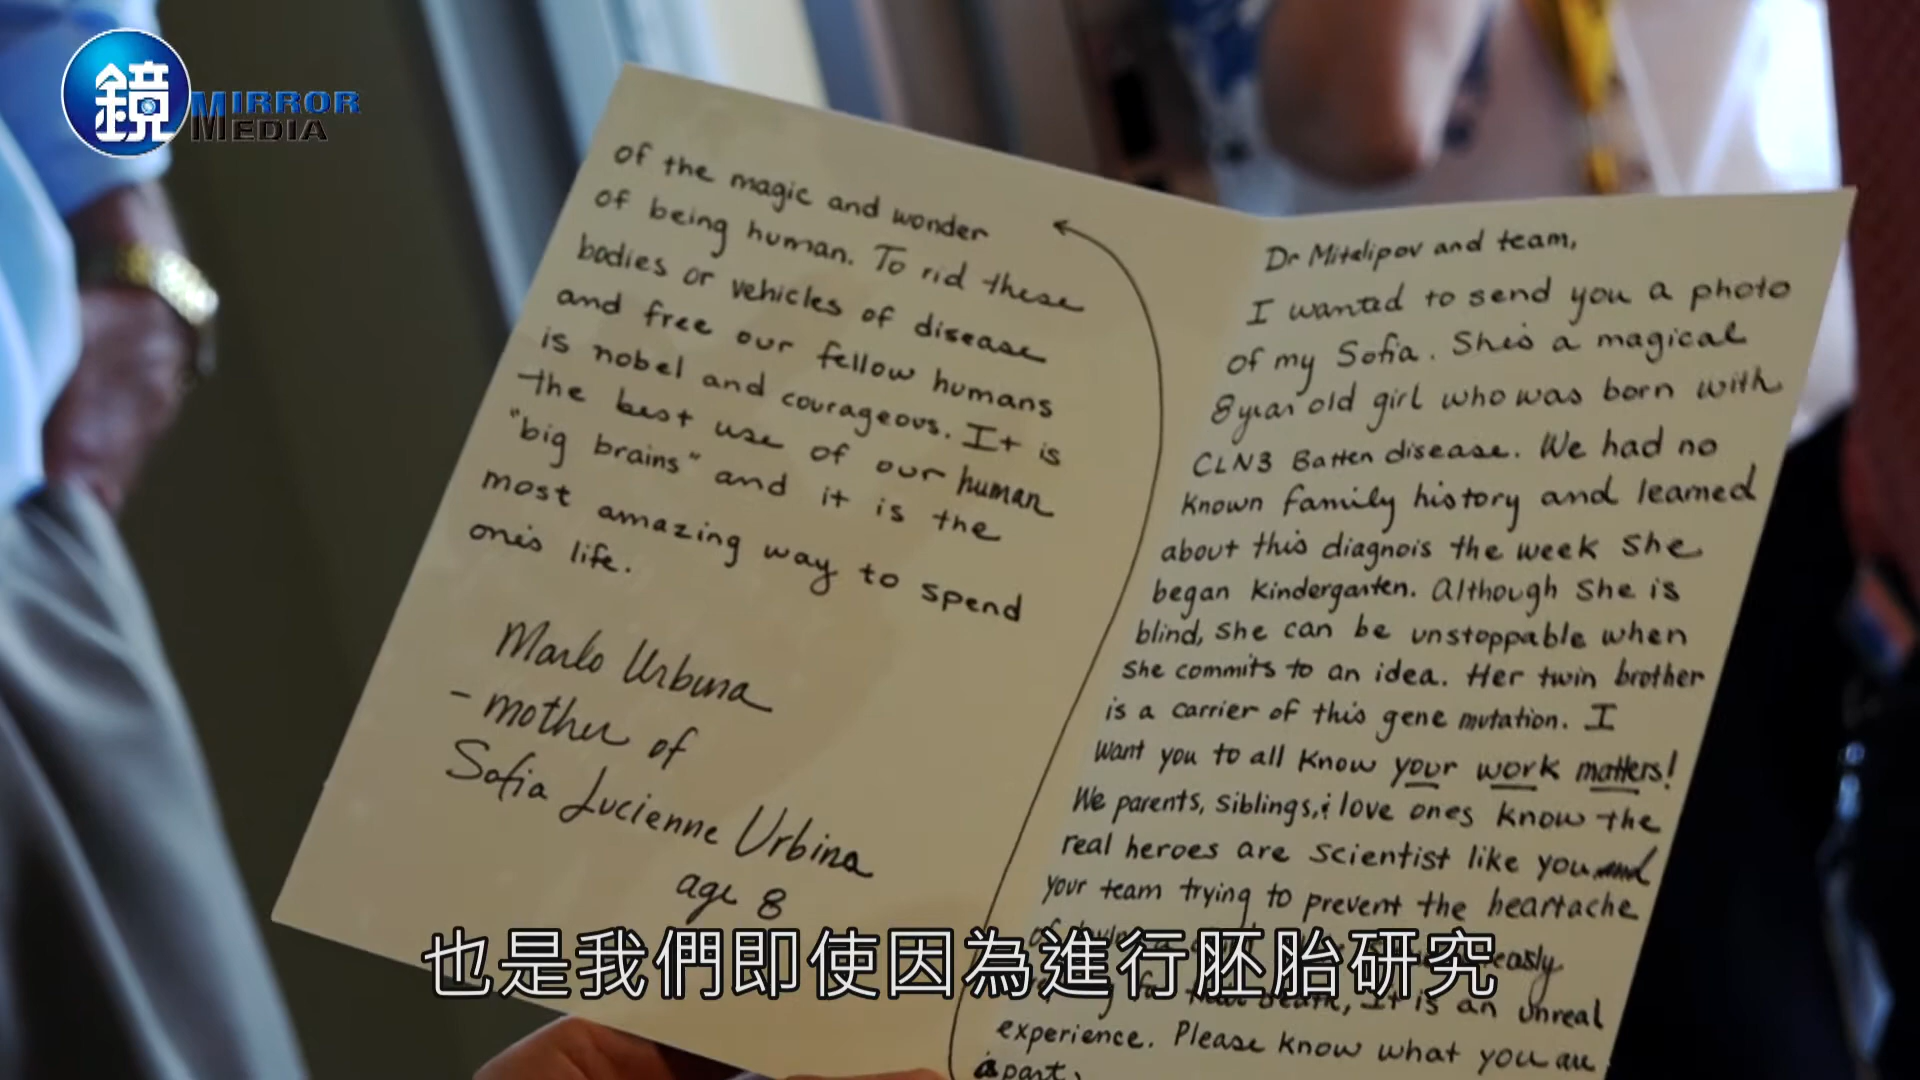 鏡 MIRROR
MEDIA
of the magic and wonder
of being human. To rid these
bodies or vehicles of disease
and free our fellow humans
is nobel and courageous. It is
the best use of our human
"big brains" and it is the
most amazing way to spend
one's life.
Marlo Urbina
- mother of
Sofia Lucienne Urbina
age 8
Dr Mitalipov and team,
I wanted to send you a photo
of my Sofia. She's a magical
8 year old girl who was born with
CLN3 Batten disease. We had no
known family history and learned
about this diagnois the week she
began Kindergarten. Although she is
blind, she can be unstoppable when
she commits to an idea. Her twin brother
is a carrier of this gene mutation. I
want you to all know your work matters!
We parents, siblings, & love ones know the
real heroes are scientist like you and
your team trying to prevent the heartache
of
death, It is an unreal
experience. Please know what you are
a part,
也是我們即使因為進行胚胎研究